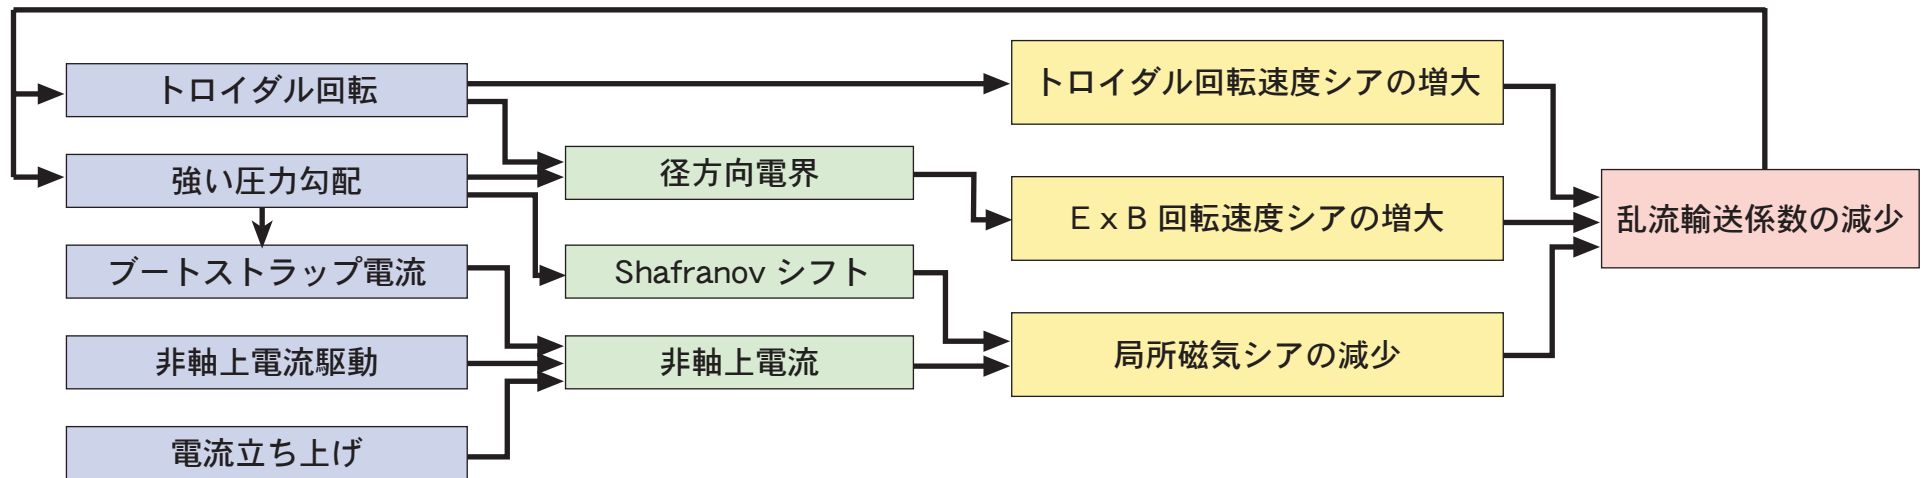 トロイダル回転
強い圧力勾配
ブートストラップ電流
非軸上電流駆動
電流立ち上げ
径方向電界
Shafranov シフト
非軸上電流
トロイダル回転速度シアの増大
E x B 回転速度シアの増大
局所磁気シアの減少
乱流輸送係数の減少